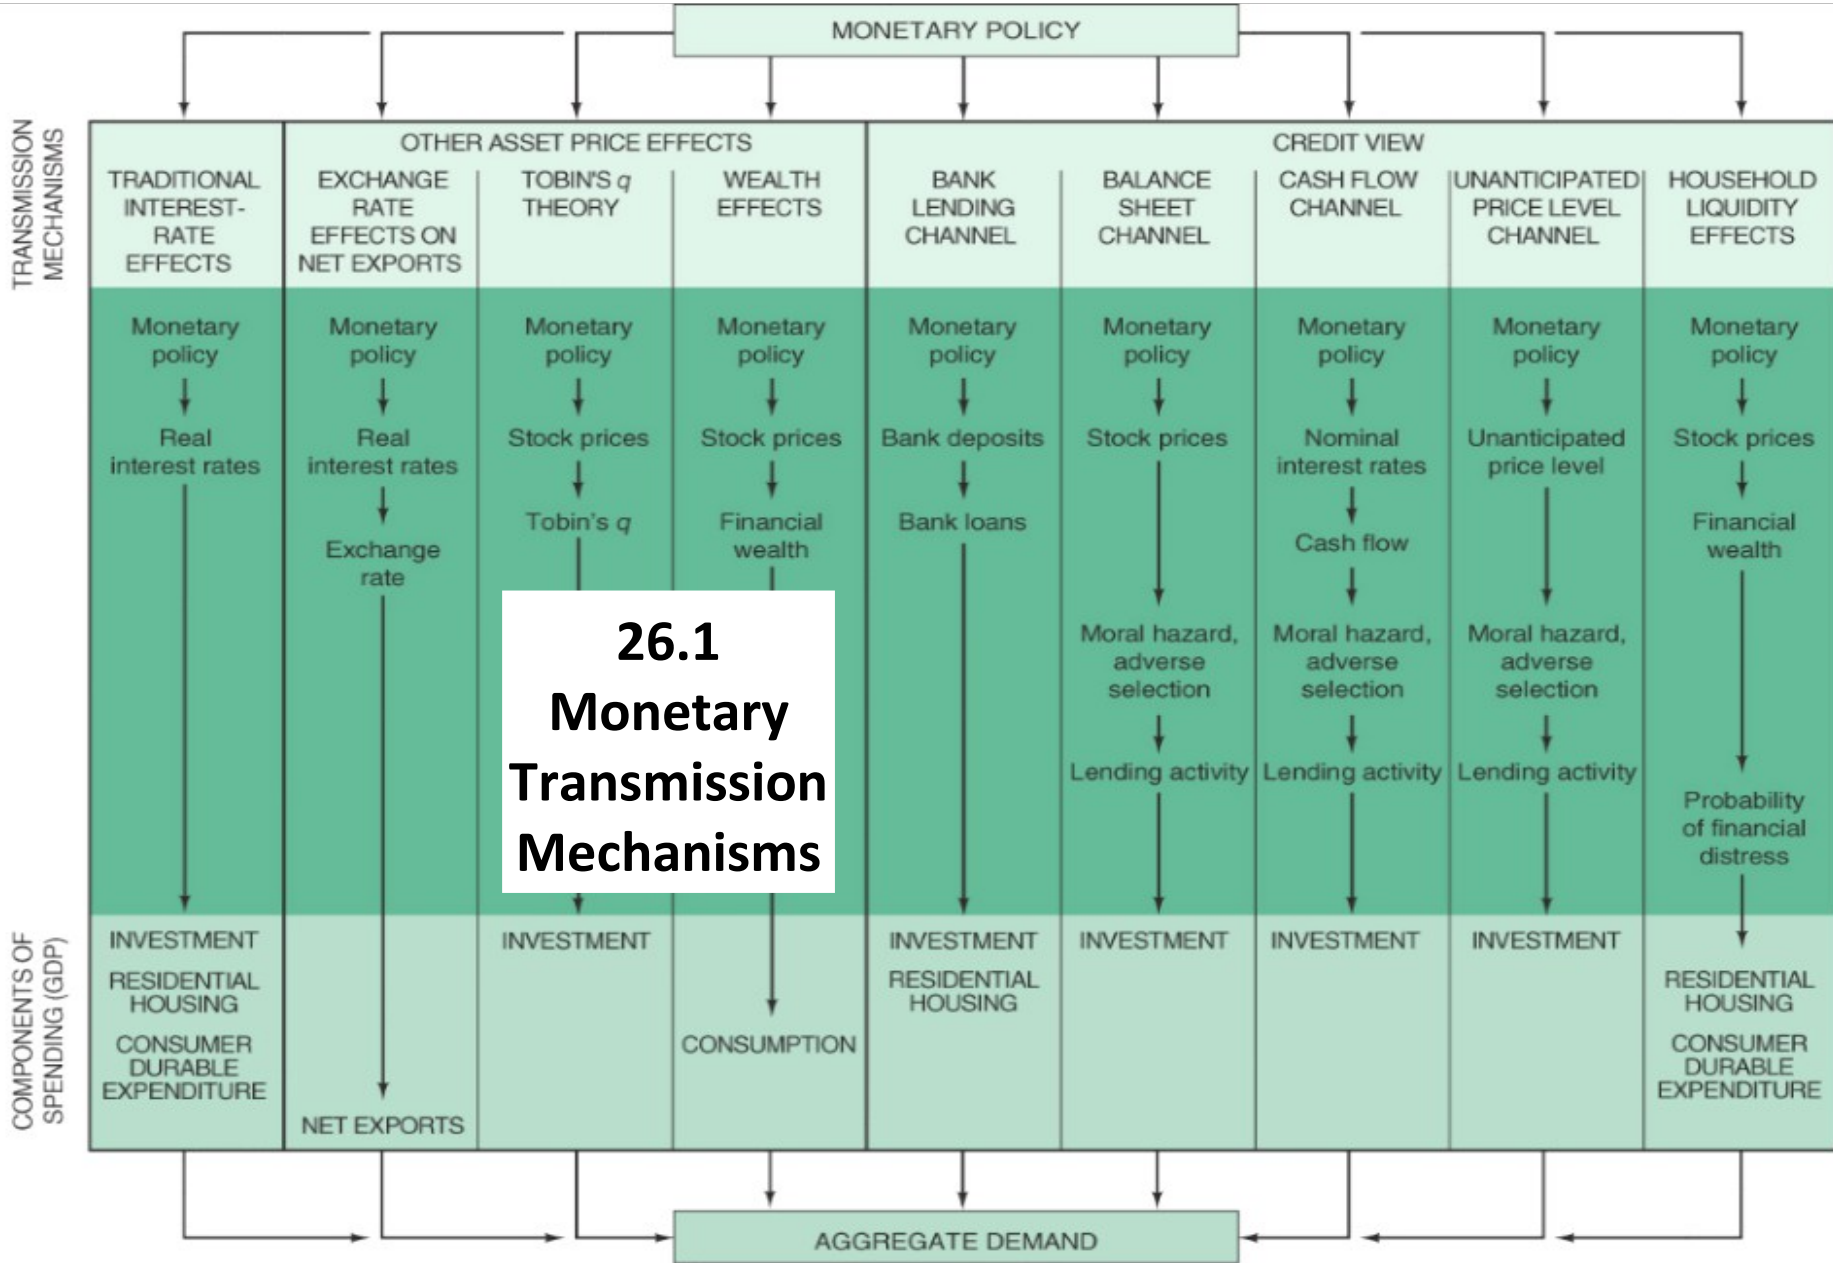 MONETARY POLICY
TRANSMISSION
MECHANISMS
OTHER ASSET PRICE EFFECTS
CREDIT VIEW
TRADITIONAL
INTEREST-
RATE
EFFECTS
EXCHANGE
RATE
EFFECTS ON
NET EXPORTS
TOBIN'S q
THEORY
WEALTH
EFFECTS
BANK
LENDING
CHANNEL
BALANCE
SHEET
CHANNEL
CASH FLOW
CHANNEL
UNANTICIPATED
PRICE LEVEL
CHANNEL
HOUSEHOLD
LIQUIDITY
EFFECTS
Monetary
policy
Real
interest rates
Monetary
policy
Real
interest rates
Exchange
rate
Monetary
policy
Stock prices
Tobin's q
Monetary
policy
Stock prices
Financial
wealth
Monetary
policy
Bank deposits
Bank loans
Monetary
policy
Stock prices
Moral hazard,
adverse
selection
Lending activity
Monetary
policy
Nominal
interest rates
Cash flow
Moral hazard,
adverse
selection
Lending activity
Monetary
policy
Unanticipated
price level
Moral hazard,
adverse
selection
Lending activity
Monetary
policy
Stock prices
Financial
wealth
Probability
of financial
distress
26.1
Monetary
Transmission
Mechanisms
COMPONENTS OF
SPENDING (GDP)
INVESTMENT
RESIDENTIAL
HOUSING
CONSUMER
DURABLE
EXPENDITURE
NET EXPORTS
INVESTMENT
CONSUMPTION
INVESTMENT
RESIDENTIAL
HOUSING
INVESTMENT
INVESTMENT
INVESTMENT
RESIDENTIAL
HOUSING
CONSUMER
DURABLE
EXPENDITURE
AGGREGATE DEMAND